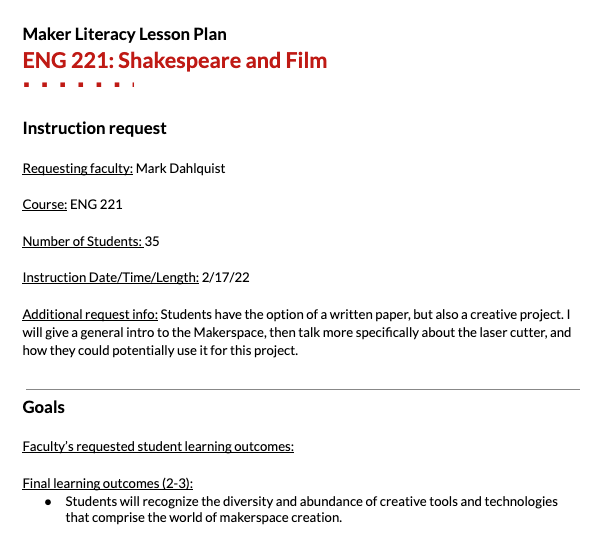 Maker Literacy Lesson Plan
ENG 221: Shakespeare and Film
Instruction request
Requesting faculty: Mark Dahlquist
Course: ENG 221
Number of Students: 35
Instruction Date/Time/Length: 2/17/22
Additional request info: Students have the option of a written paper, but also a creative project. I
will give a general intro to the Makerspace, then talk more specifically about the laser cutter, and
how they could potentially use it for this project.
Goals
Faculty's requested student learning outcomes:
Final learning outcomes (2-3):
● Students will recognize the diversity and abundance of creative tools and technologies
that comprise the world of makerspace creation.